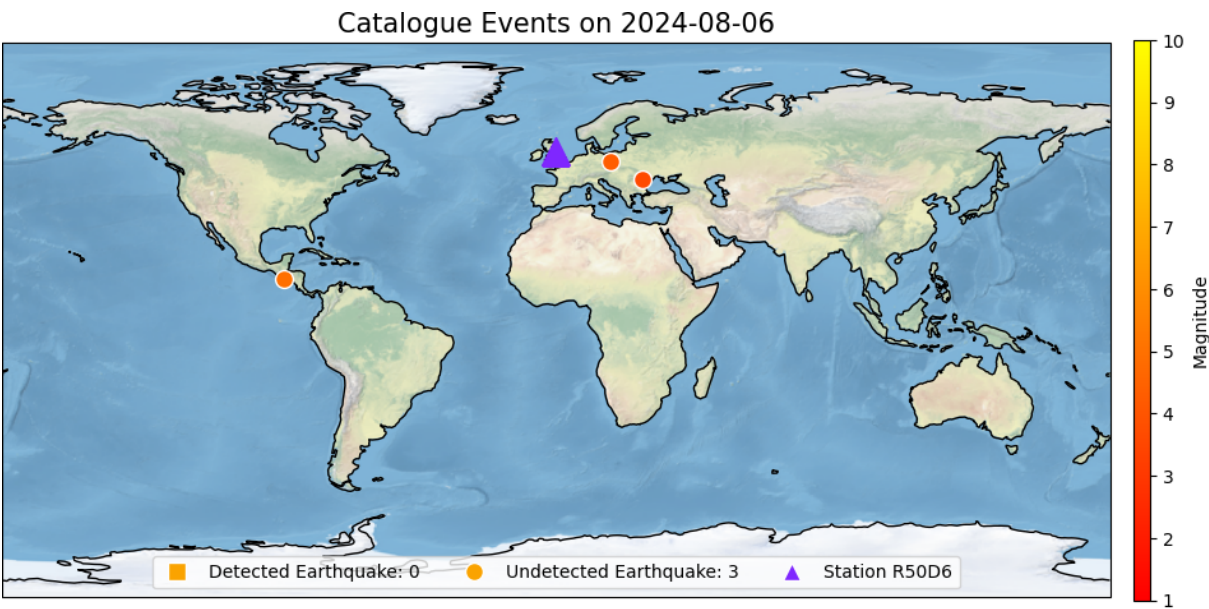 Catalogue Events on 2024-08-06
10
9
8
7
6
5
4
3
2
1
Magnitude
Detected Earthquake: 0
Undetected Earthquake: 3
Station R50D6